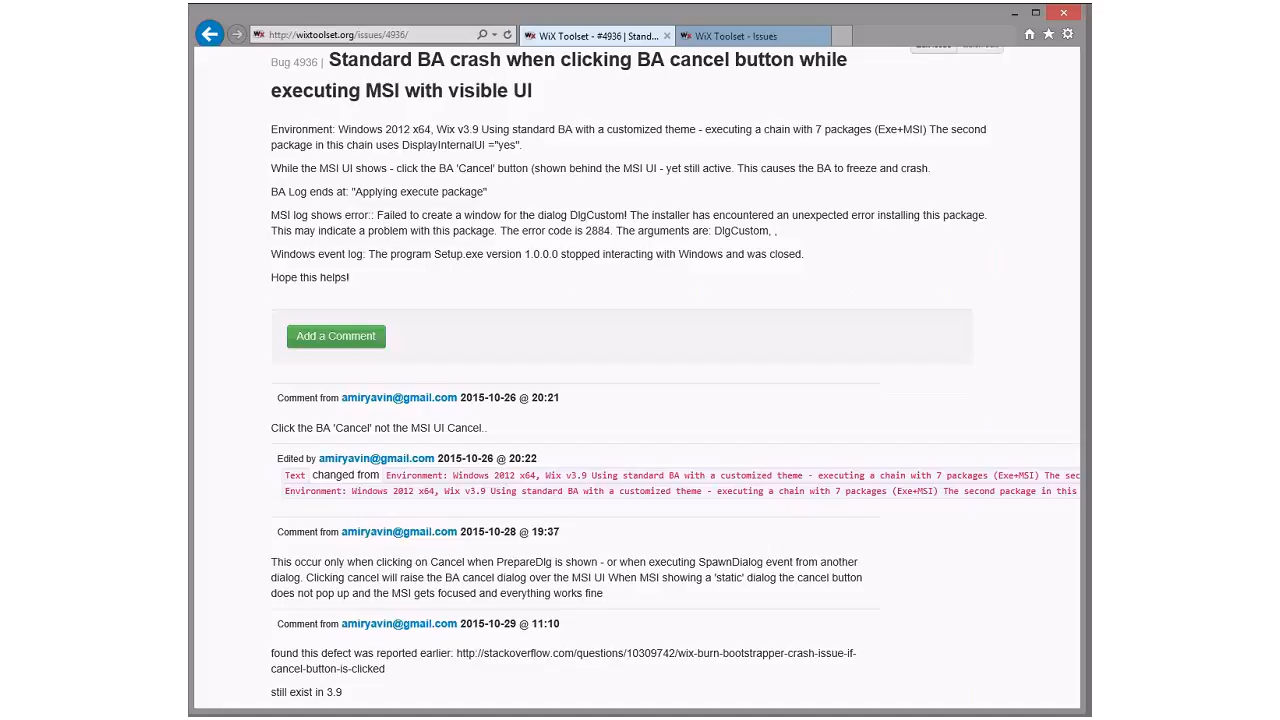 http://wixtoolset.org/issues/4936/
WiX Toolset - #4936 | Stand...
WiX Toolset - Issues
Bug 4936 | Standard BA crash when clicking BA cancel button while
executing MSI with visible UI
Environment: Windows 2012 x64, Wix v3.9 Using standard BA with a customized theme - executing a chain with 7 packages (Exe+MSI) The second
package in this chain uses DisplayInternalUI ="yes".
While the MSI UI shows - click the BA 'Cancel' button (shown behind the MSI UI - yet still active. This causes the BA to freeze and crash.
BA Log ends at: "Applying execute package"
MSI log shows error:: Failed to create a window for the dialog DlgCustom! The installer has encountered an unexpected error installing this package.
This may indicate a problem with this package. The error code is 2884. The arguments are: DlgCustom, ,
Windows event log: The program Setup.exe version 1.0.0.0 stopped interacting with Windows and was closed.
Hope this helps!
Add a Comment
Comment from amiryavin@gmail.com 2015-10-26 @ 20:21
Click the BA 'Cancel' not the MSI UI Cancel..
Edited by amiryavin@gmail.com 2015-10-26 @ 20:22
Text changed from Environment: Windows 2012 x64, Wix v3.9 Using standard BA with a customized theme - executing a chain with 7 packages (Exe+MSI) The sec
Environment: Windows 2012 x64, Wix v3.9 Using standard BA with a customized theme - executing a chain with 7 packages (Exe+MSI) The second package in this
Comment from amiryavin@gmail.com 2015-10-28 @ 19:37
This occur only when clicking on Cancel when PrepareDlg is shown - or when executing SpawnDialog event from another
dialog. Clicking cancel will raise the BA cancel dialog over the MSI UI When MSI showing a 'static' dialog the cancel button
does not pop up and the MSI gets focused and everything works fine
Comment from amiryavin@gmail.com 2015-10-29 @ 11:10
found this defect was reported earlier: http://stackoverflow.com/questions/10309742/wix-burn-bootstrapper-crash-issue-if-
cancel-button-is-clicked
still exist in 3.9